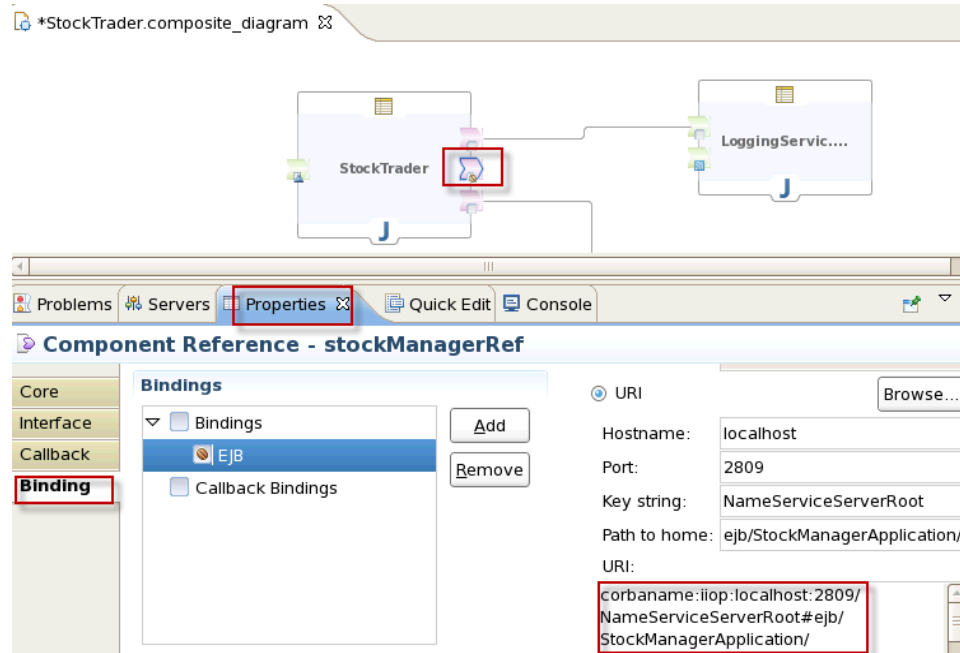 *StockTrader.composite_diagram
StockTrader
LoggingServic....
J
J
Problems Servers Properties Quick Edit Console
Component Reference - stockManagerRef
Core
Interface
Callback
Binding
Bindings
Bindings
EJB
Callback Bindings
Add
Remove
URI
Browse...
Hostname: localhost
Port: 2809
Key string: NameServiceServerRoot
Path to home: ejb/StockManagerApplication/
URI:
corbaname:iiop:localhost:2809/
NameServiceServerRoot#ejb/
StockManagerApplication/